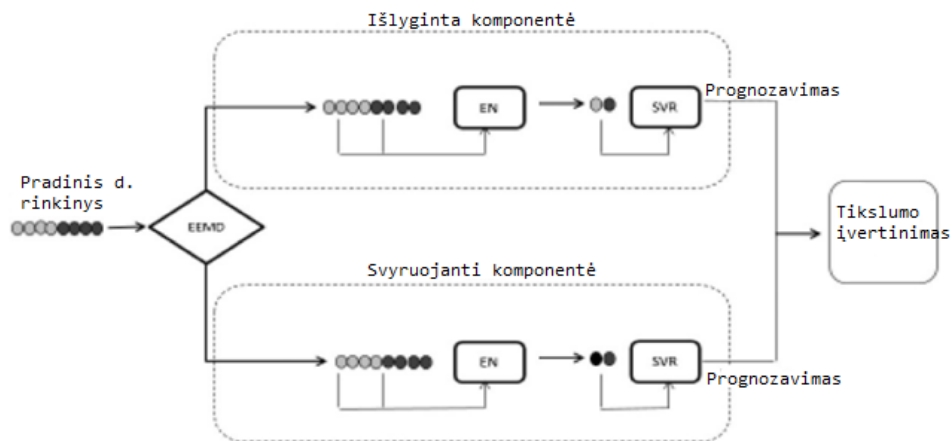 Išlyginta komponentė
EN
SVR
Prognozavimas
Pradinis d.
rinkinys
EEMD
Tikslumo
įvertinimas
Svyruojanti komponentė
EN
SVR
Prognozavimas